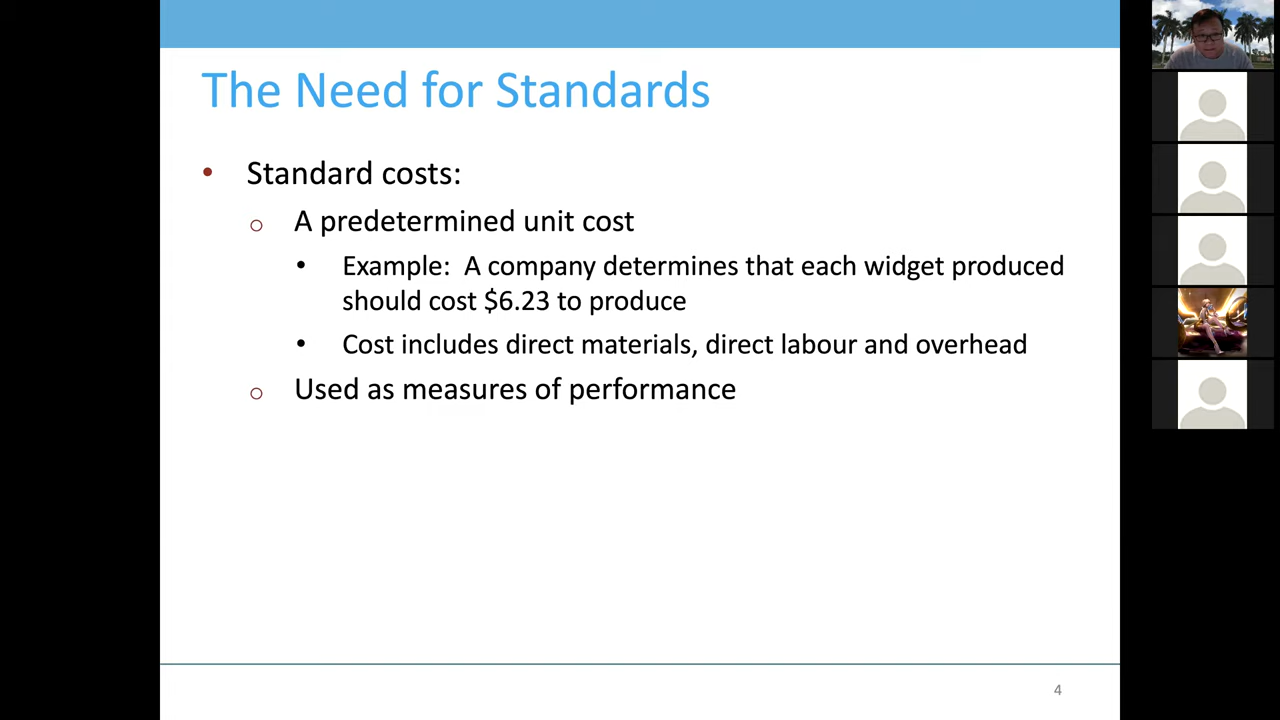 The Need for Standards
• Standard costs:
o A predetermined unit cost
• Example: A company determines that each widget produced
should cost $6.23 to produce
• Cost includes direct materials, direct labour and overhead
o Used as measures of performance
4